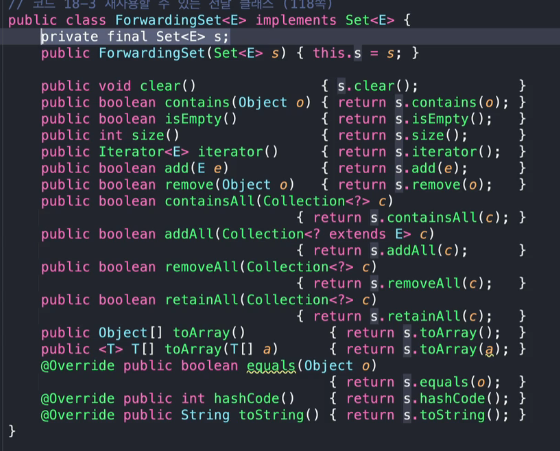 // 코드 18-3 재사용할 수 있는 전달 클래스 (118쪽)
public class ForwardingSet<E> implements Set<E> {
    private final Set<E> s;
    public ForwardingSet(Set<E> s) { this.s = s; }

    public void clear()               { s.clear();            }
    public boolean contains(Object o) { return s.contains(o); }
    public boolean isEmpty()          { return s.isEmpty();   }
    public int size()                 { return s.size();      }
    public Iterator<E> iterator()     { return s.iterator();  }
    public boolean add(E e)           { return s.add(e);      }
    public boolean remove(Object o)   { return s.remove(o);   }
    public boolean containsAll(Collection<?> c)
                                   { return s.containsAll(c); }
    public boolean addAll(Collection<? extends E> c)
                                   { return s.addAll(c);      }
    public boolean removeAll(Collection<?> c)
                                   { return s.removeAll(c);   }
    public boolean retainAll(Collection<?> c)
                                   { return s.retainAll(c);   }
    public Object[] toArray()          { return s.toArray();  }
    public <T> T[] toArray(T[] a)      { return s.toArray(a); }
    @Override public boolean equals(Object o)
                                       { return s.equals(o);  }
    @Override public int hashCode()    { return s.hashCode(); }
    @Override public String toString() { return s.toString(); }
}